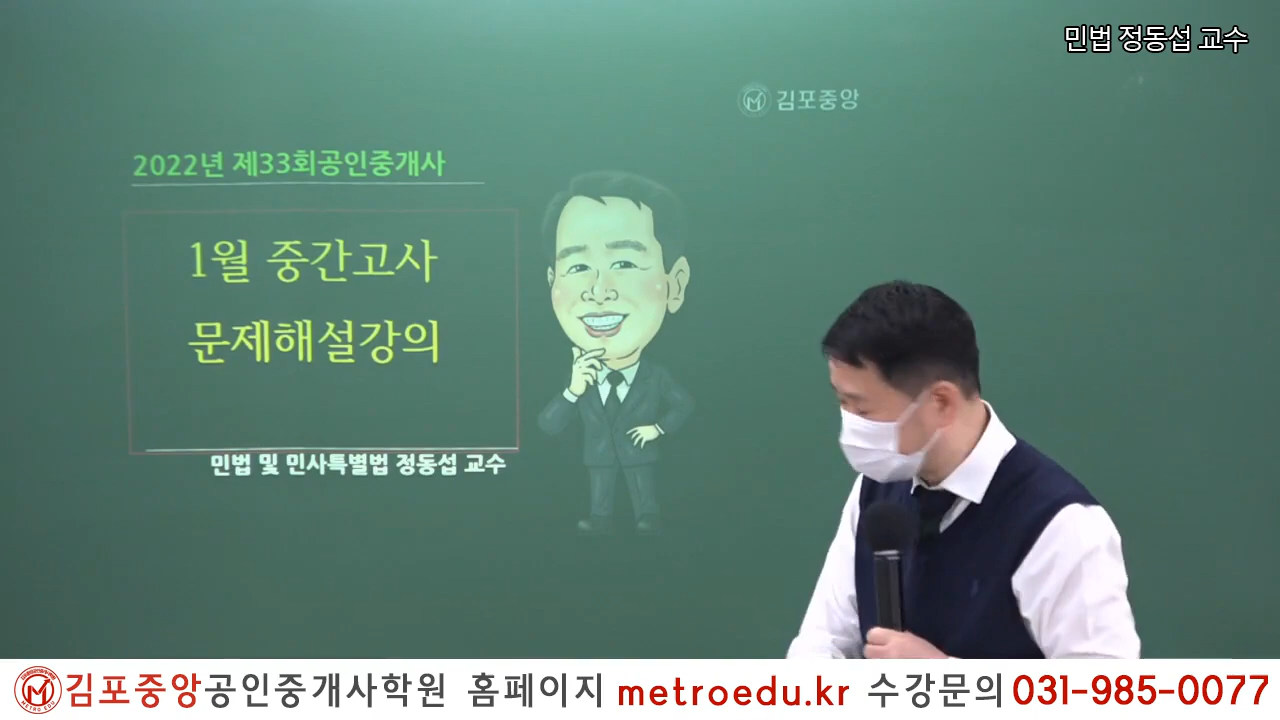 민법 정동섭 교수
김포중앙
2022년 제33회공인중개사
1월 중간고사
문제해설강의
민법 및 민사특별법 정동섭 교수
김포중앙공인중개사학원 홈페이지 metroedu.kr 수강문의 031-985-0077